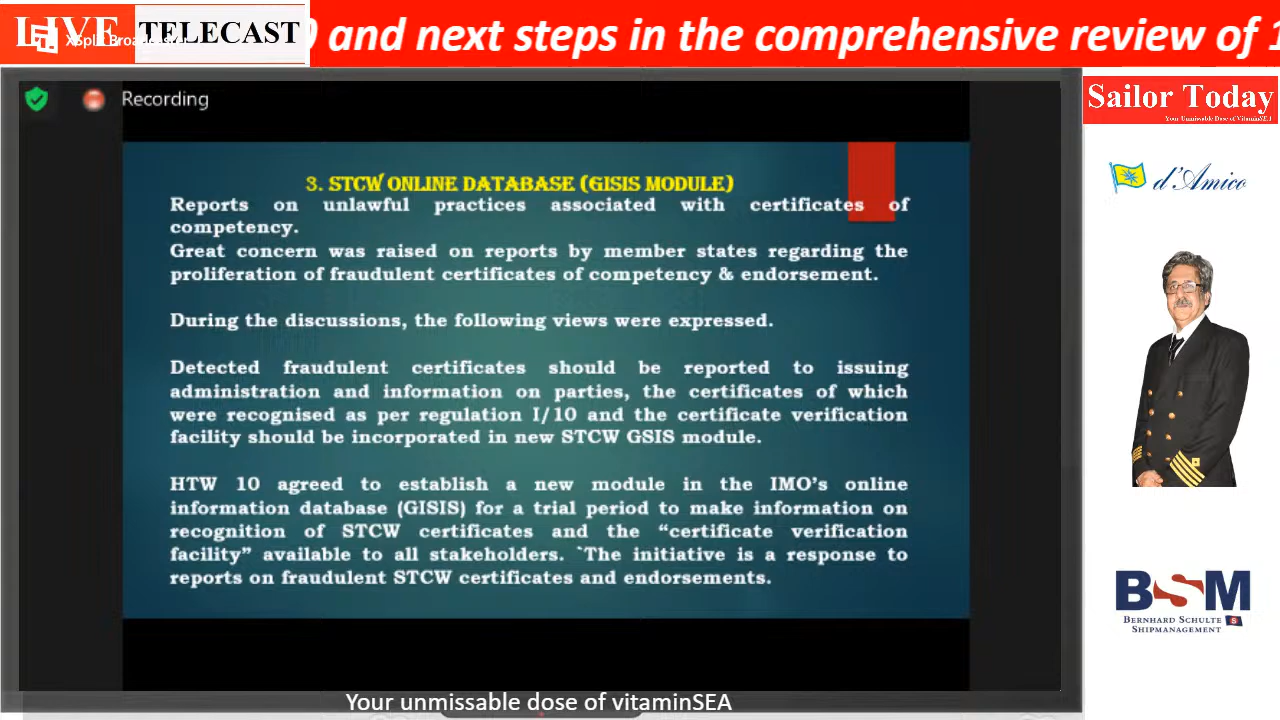 LIVE TELECAST
and next steps in the comprehensive review of
Recording
Sailor Today
Your Unmissable Dose of VitaminSEA
3. STCW ONLINE DATABASE (GISIS MODULE)
Reports on unlawful practices associated with certificates of
competency.
Great concern was raised on reports by member states regarding the
proliferation of fraudulent certificates of competency & endorsement.
During the discussions, the following views were expressed.
Detected fraudulent certificates should be reported to issuing
administration and information on parties, the certificates of which
were recognised as per regulation I/10 and the certificate verification
facility should be incorporated in new STCW GSIS module.
HTW 10 agreed to establish a new module in the IMO's online
information database (GISIS) for a trial period to make information on
recognition of STCW certificates and the "certificate verification
facility" available to all stakeholders. `The initiative is a response to
reports on fraudulent STCW certificates and endorsements.
d'Amico
BSM
BERNHARD SCHULTE
SHIPMANAGEMENT
Your unmissable dose of vitaminSEA